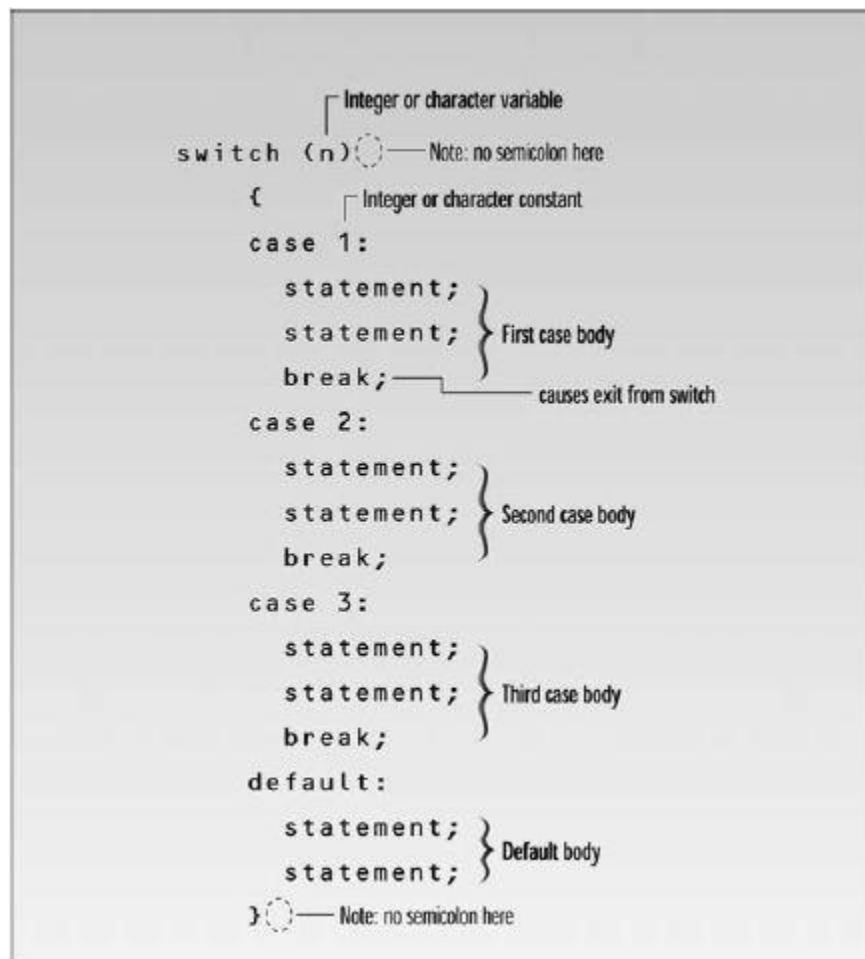 Integer or character variable
switch (n) Note: no semicolon here
{ Integer or character constant
case 1:
statement;
statement; First case body
break;
causes exit from switch
case 2:
statement;
statement; Second case body
break;
case 3:
statement;
statement; Third case body
break;
default:
statement;
Default body
statement;
} Note: no semicolon here